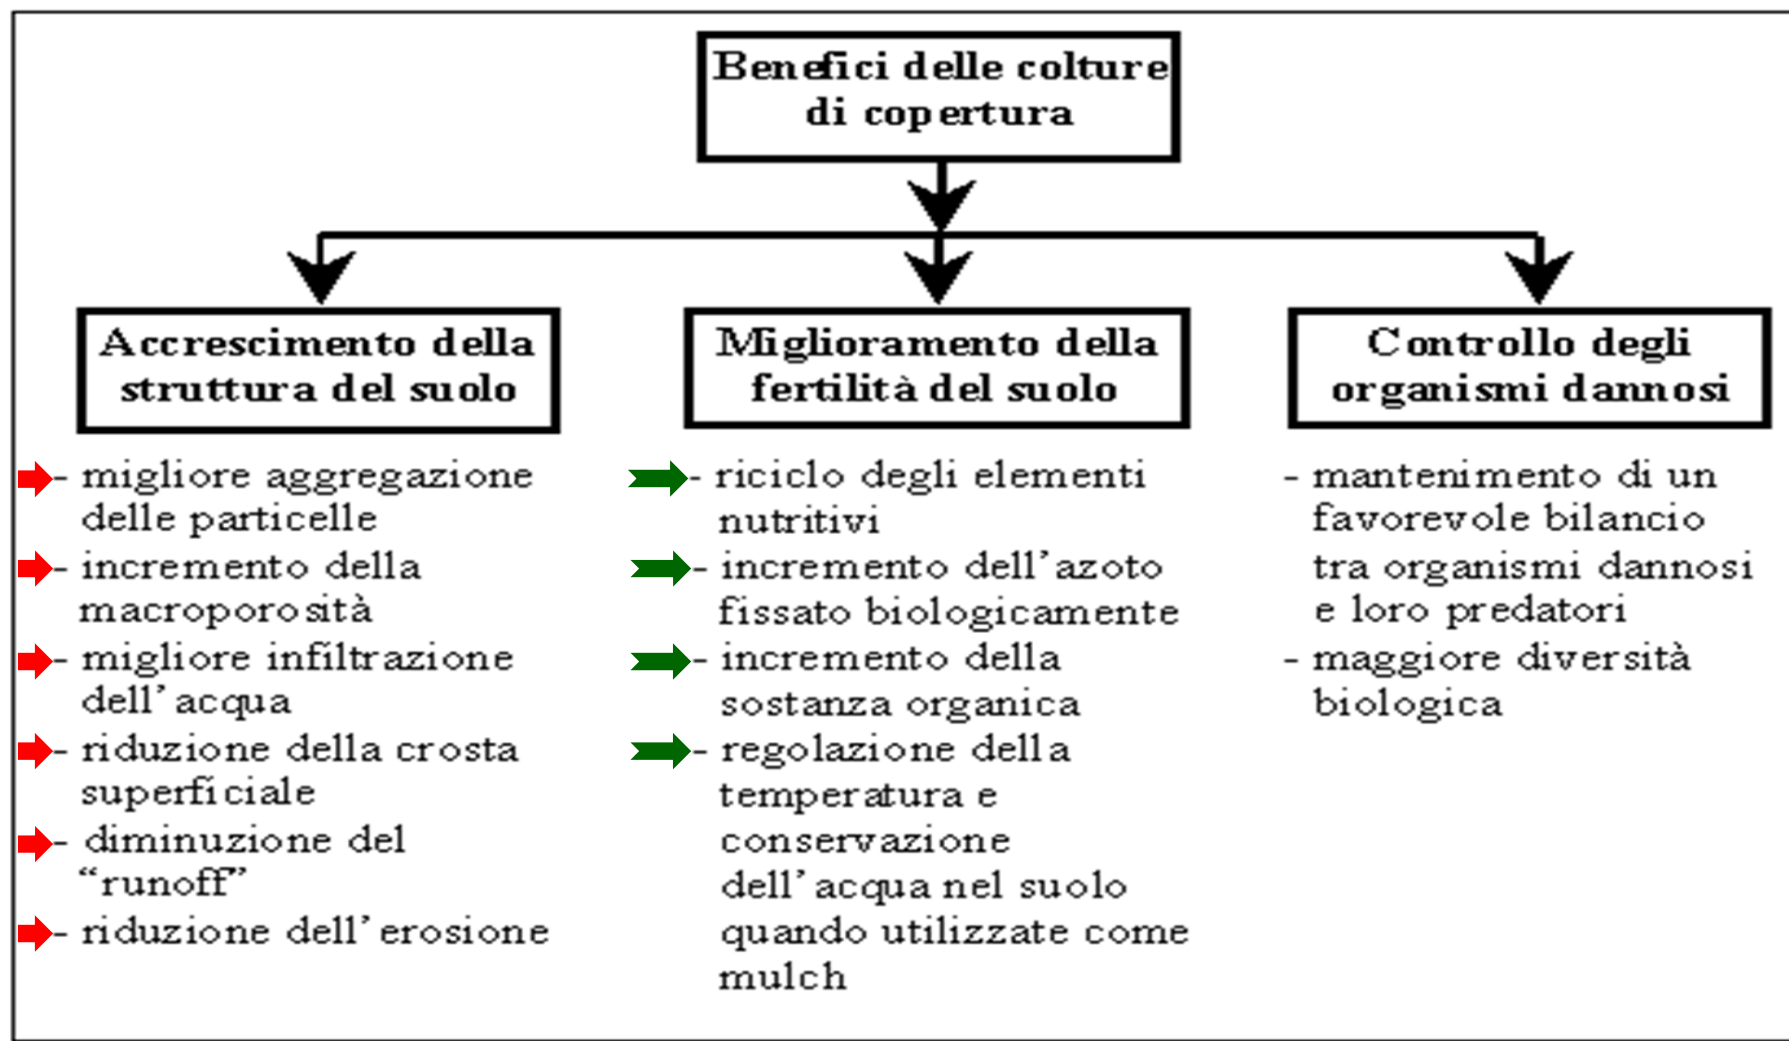 Benefici delle colture
di copertura
Accrescimento della
struttura del suolo
- migliore aggregazione
delle particelle
- incremento della
macroporosità
- migliore infiltrazione
dell'acqua
- riduzione della crosta
superficiale
- diminuzione del
“runoff”
- riduzione dell'erosione
Miglioramento della
fertilità del suolo
- riciclo degli elementi
nutritivi
- incremento dell'azoto
fissato biologicamente
- incremento della
sostanza organica
- regolazione della
temperatura e
conservazione
dell'acqua nel suolo
quando utilizzate come
mulch
Controllo degli
organismi dannosi
- mantenimento di un
favorevole bilancio
tra organismi dannosi
e loro predatori
- maggiore diversità
biologica